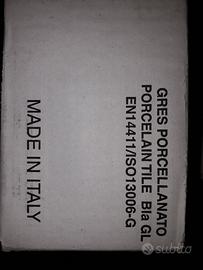 GRES PORCELLANATO
PORCELAIN TILE BIa GL
EN14411/ISO13006-G
MADE IN ITALY
subito